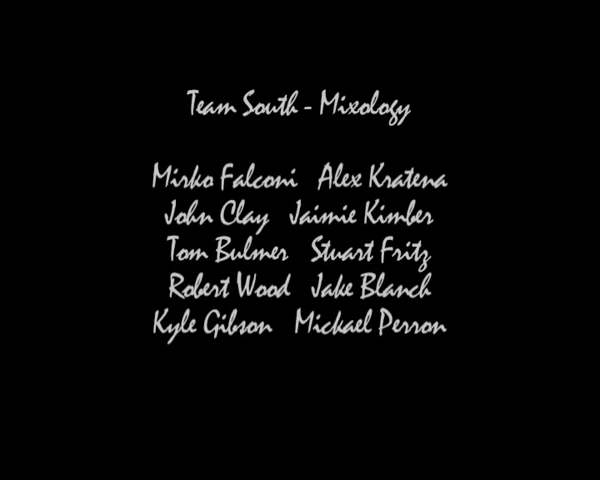 Team South - Mixology
Mirko Falconi Alex Kratena
John Clay Jaimie Kimber
Tom Bulmer Stuart Fritz
Robert Wood Jake Blanch
Kyle Gibson Mickael Perron